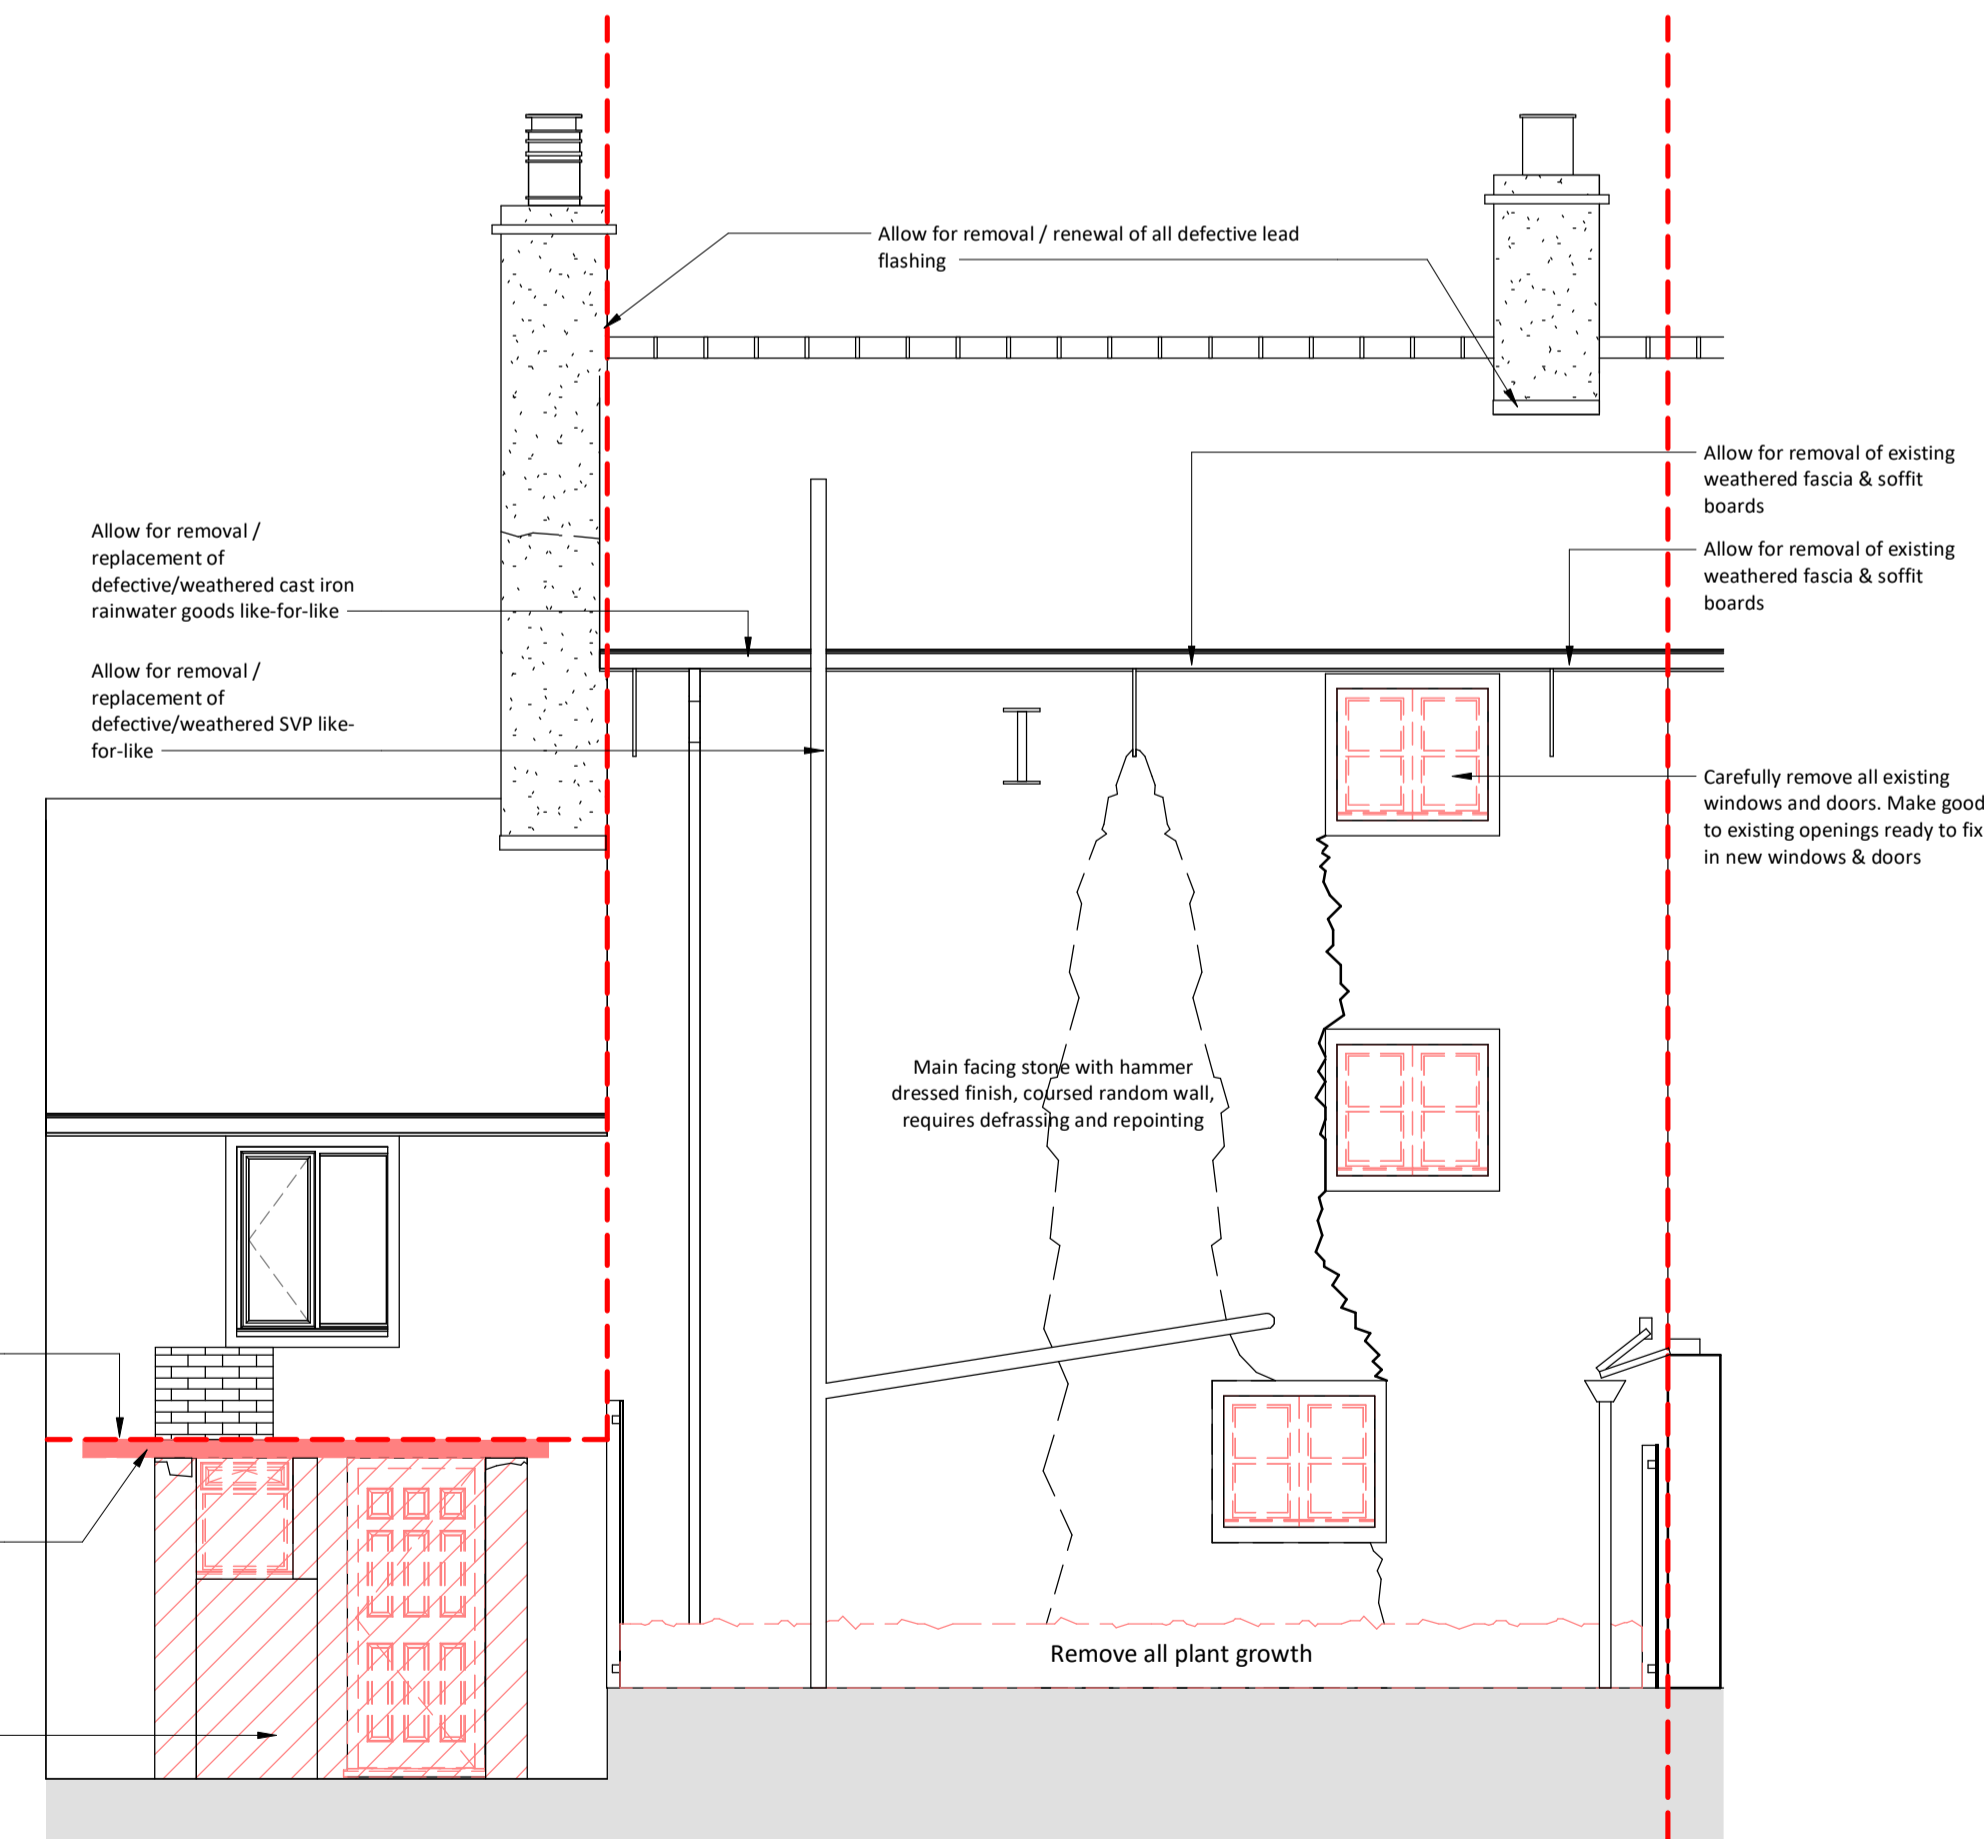 Allow for removal / renewal of all defective lead
flashing
Allow for removal of existing
weathered fascia & soffit
boards
Allow for removal /
replacement of
defective/weathered cast iron
rainwater goods like-for-like
Allow for removal of existing
weathered fascia & soffit
boards
Allow for removal /
replacement of
defective/weathered SVP like-
for-like
Carefully remove all existing
windows and doors. Make good
to existing openings ready to fix
in new windows & doors
Main facing stone with hammer
dressed finish, coursed random wall,
requires defrassing and repointing
Remove all plant growth